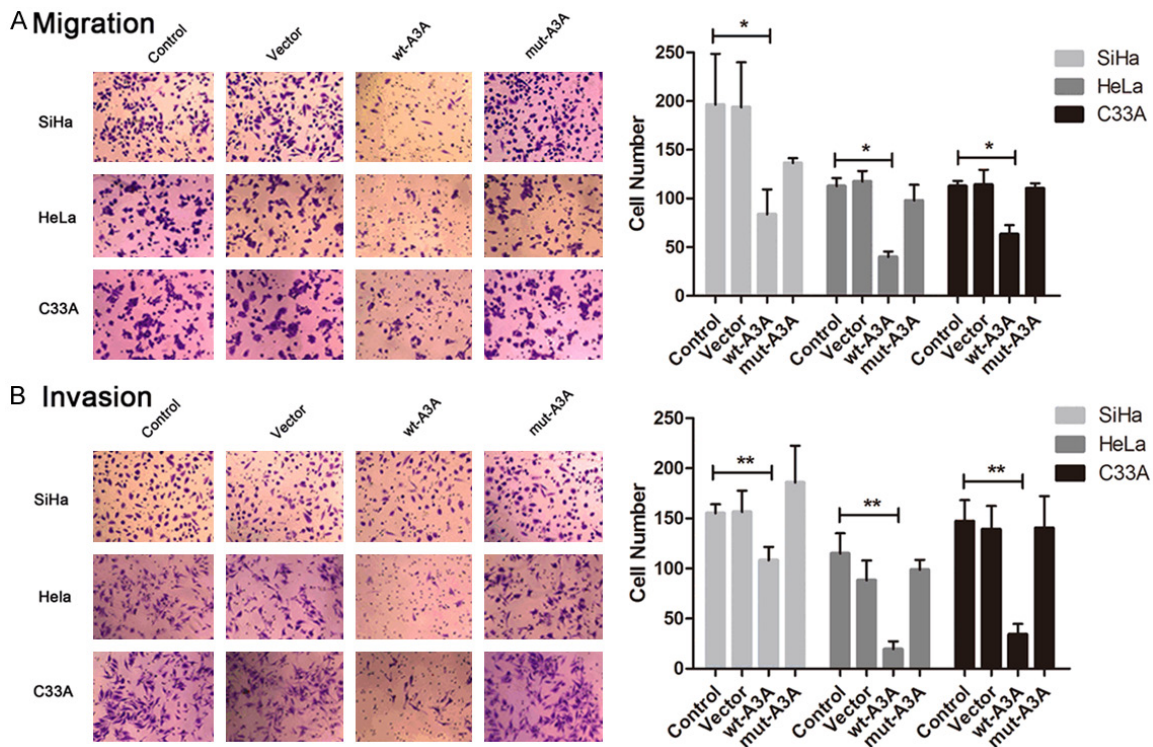 A Migration
Control Vector wt-A3A mut-A3A
SiHa
HeLa
C33A
*
*
*
250
200
150
100
50
0
Cell Number
SiHa
HeLa
C33A
Control Vector wt-A3A mut-A3A Control Vector wt-A3A mut-A3A Control Vector wt-A3A mut-A3A
B Invasion
Control Vector wt-A3A mut-A3A
SiHa
Hela
C33A
**
**
**
250
200
150
100
50
0
Cell Number
SiHa
HeLa
C33A
Control Vector wt-A3A mut-A3A Control Vector wt-A3A mut-A3A Control Vector wt-A3A mut-A3A